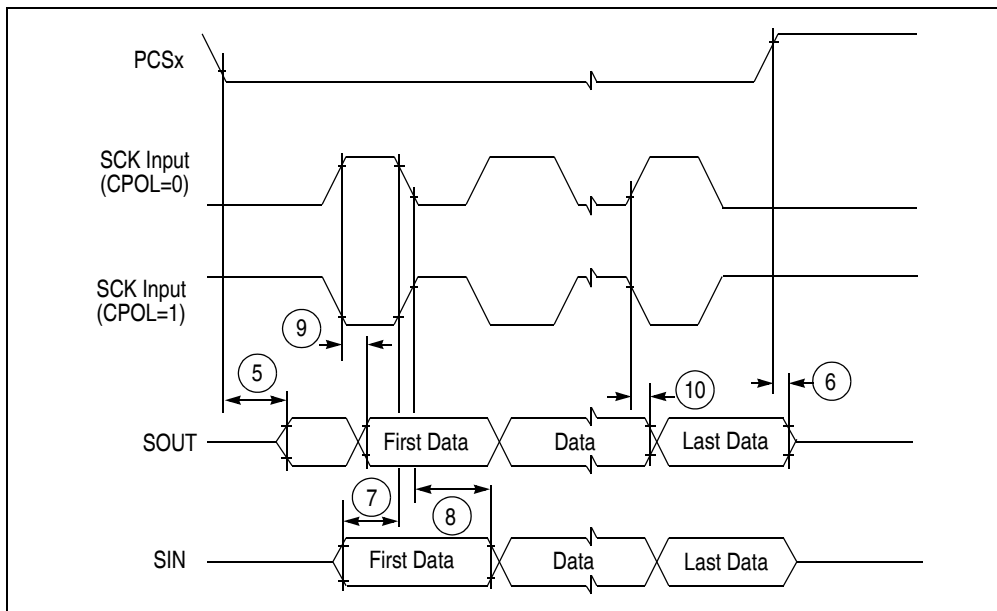 PCSx
SCK Input
(CPOL=0)
SCK Input
(CPOL=1)
9
5
10
6
SOUT
First Data
Data
Last Data
7
8
SIN
First Data
Data
Last Data